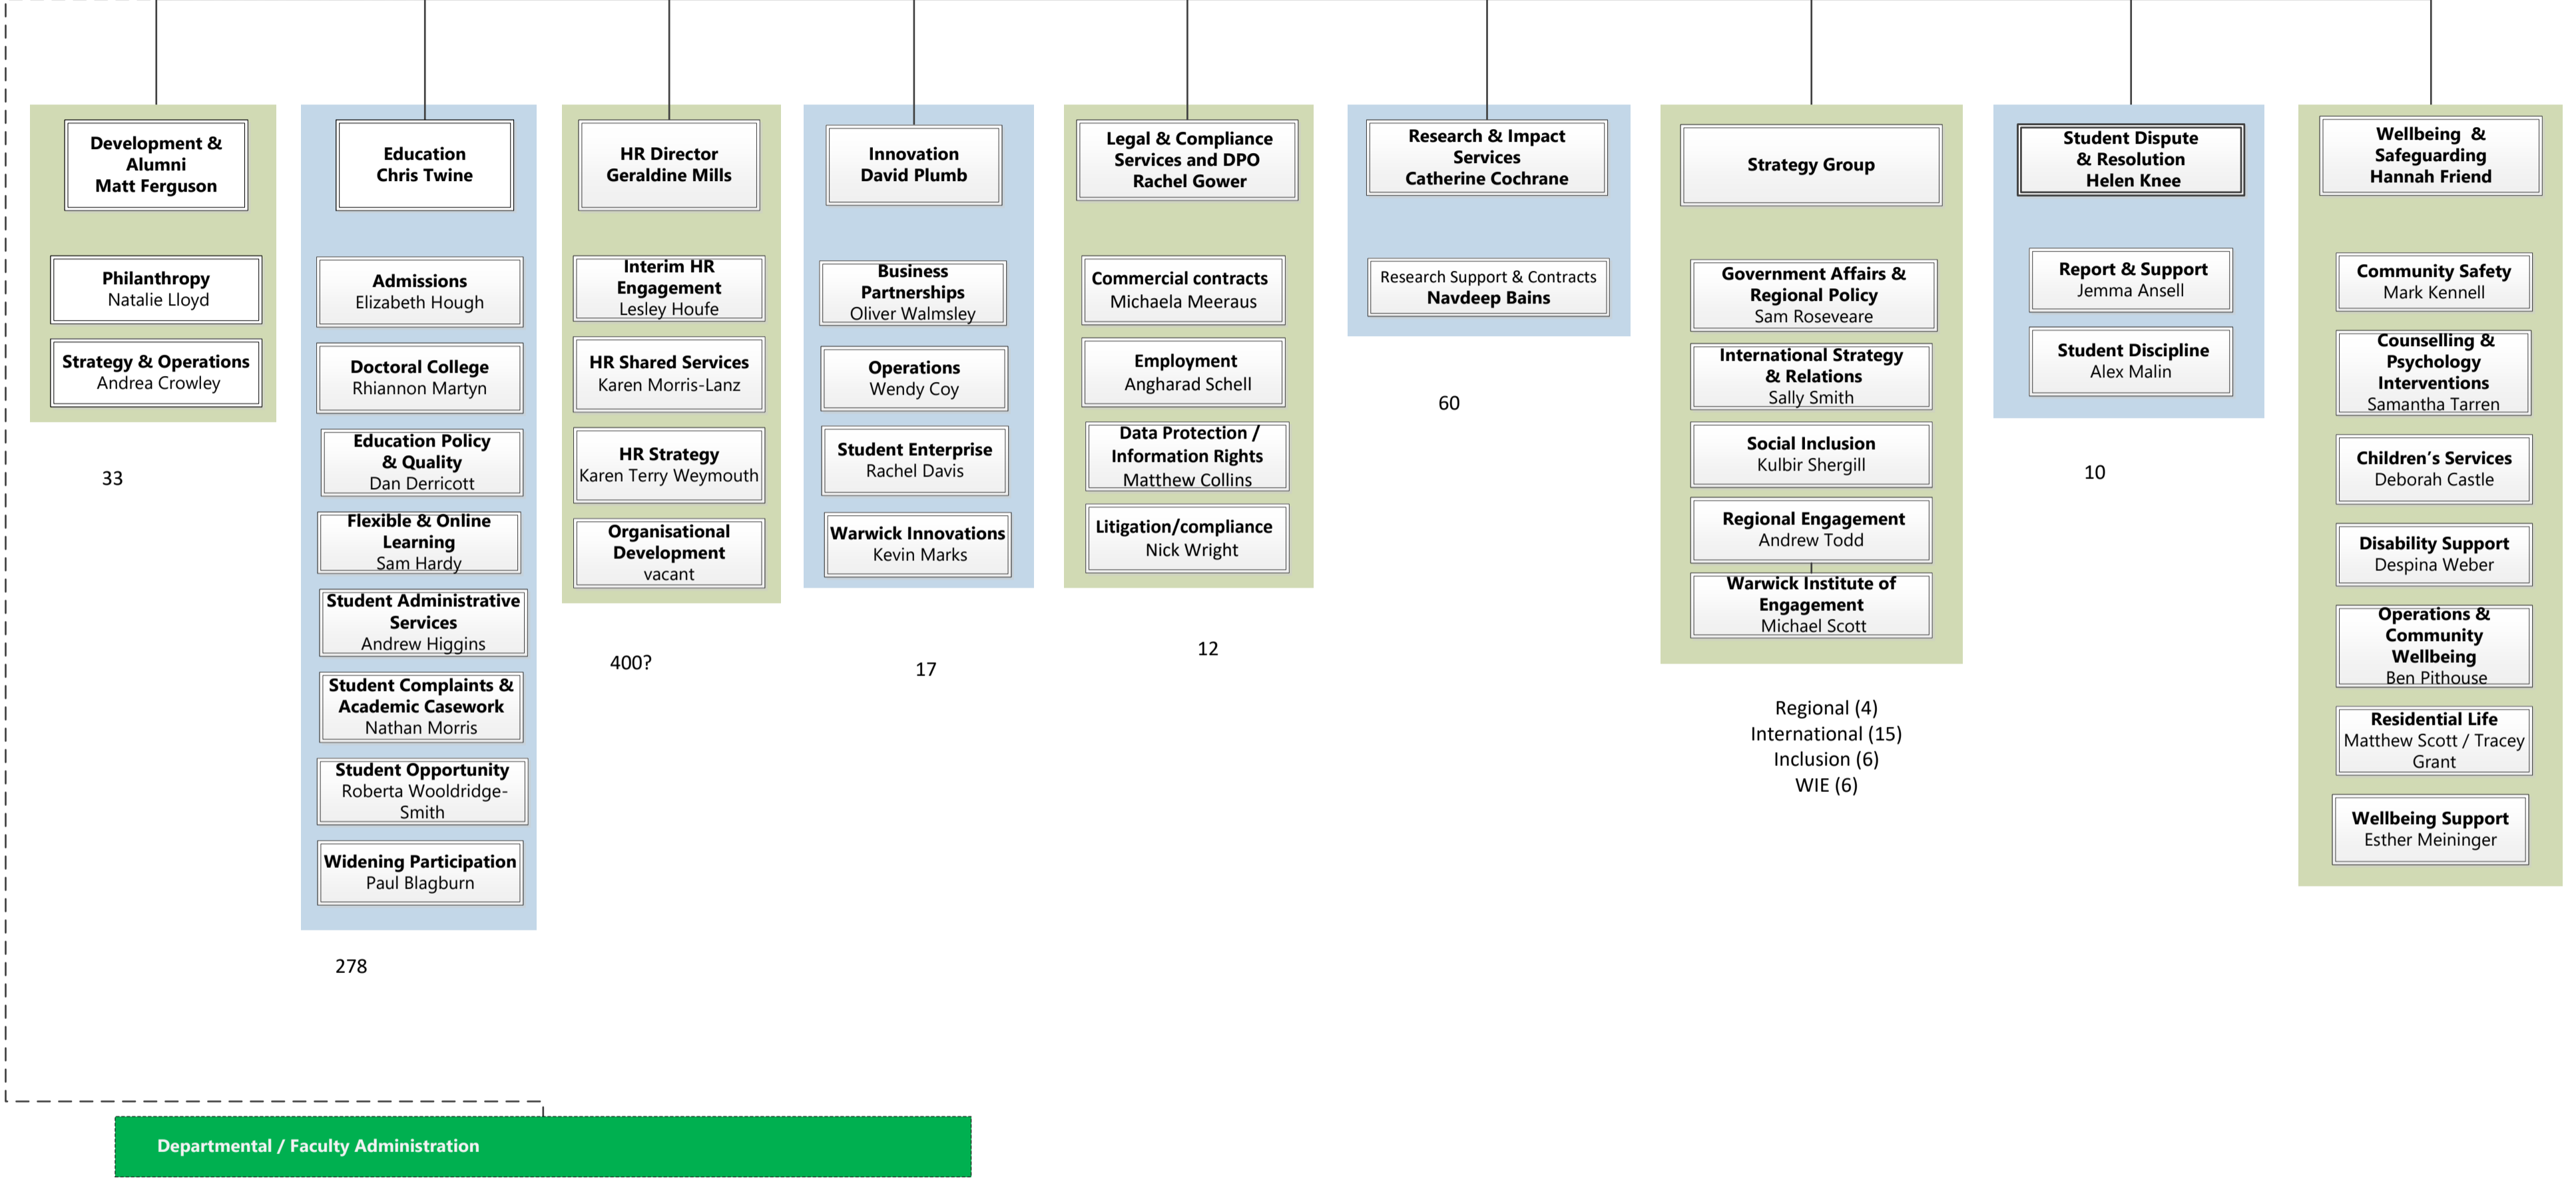 Development &
Alumni
Matt Ferguson
Philanthropy
Natalie Lloyd
Strategy & Operations
Andrea Crowley
33
Education
Chris Twine
Admissions
Elizabeth Hough
Doctoral College
Rhiannon Martyn
Education Policy
& Quality
Dan Derricott
Flexible & Online
Learning
Sam Hardy
Student Administrative
Services
Andrew Higgins
Student Complaints &
Academic Casework
Nathan Morris
Student Opportunity
Roberta Wooldridge-
Smith
Widening Participation
Paul Blagburn
278
HR Director
Geraldine Mills
Interim HR
Engagement
Lesley Houfe
HR Shared Services
Karen Morris-Lanz
HR Strategy
Karen Terry Weymouth
Organisational
Development
vacant
400?
Innovation
David Plumb
Business
Partnerships
Oliver Walmsley
Operations
Wendy Coy
Student Enterprise
Rachel Davis
Warwick Innovations
Kevin Marks
17
Legal & Compliance
Services and DPO
Rachel Gower
Commercial contracts
Michaela Meeraus
Employment
Angharad Schell
Data Protection /
Information Rights
Matthew Collins
Litigation/compliance
Nick Wright
12
Research & Impact
Services
Catherine Cochrane
Research Support & Contracts
Navdeep Bains
60
Strategy Group
Government Affairs &
Regional Policy
Sam Roseveare
International Strategy
& Relations
Sally Smith
Social Inclusion
Kulbir Shergill
Regional Engagement
Andrew Todd
Warwick Institute of
Engagement
Michael Scott
Regional (4)
International (15)
Inclusion (6)
WIE (6)
Student Dispute
& Resolution
Helen Knee
Report & Support
Jemma Ansell
Student Discipline
Alex Malin
10
Wellbeing &
Safeguarding
Hannah Friend
Community Safety
Mark Kennell
Counselling &
Psychology
Interventions
Samantha Tarren
Children’s Services
Deborah Castle
Disability Support
Despina Weber
Operations &
Community
Wellbeing
Ben Pithouse
Residential Life
Matthew Scott / Tracey
Grant
Wellbeing Support
Esther Meininger
Departmental / Faculty Administration